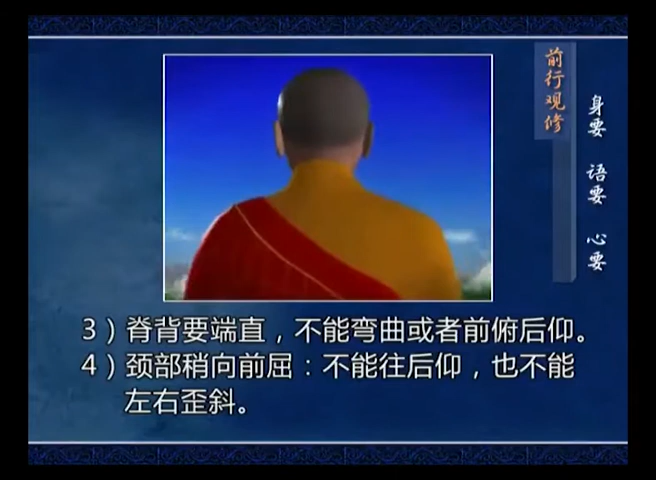 前行观修
身要 语要 心要
3）脊背要端直，不能弯曲或者前俯后仰。
4）颈部稍向前屈：不能往后仰，也不能
左右歪斜。